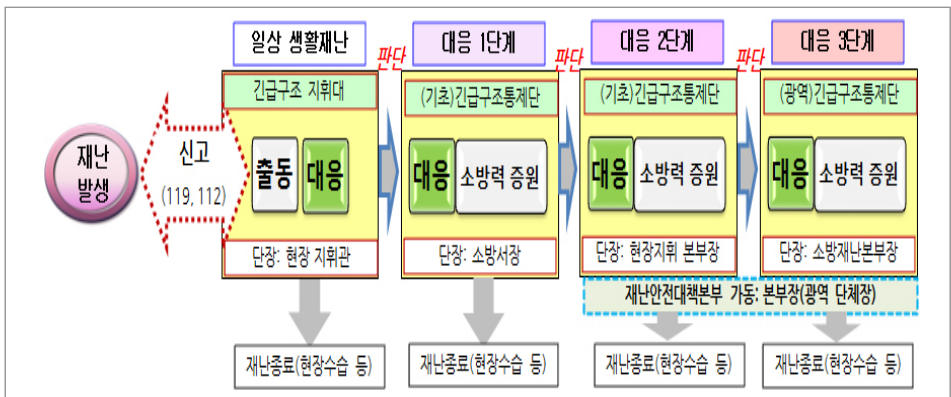 일상 생활재난
판단
대응 1단계
판단
대응 2단계
판단
대응 3단계
재난
발생
신고
(119, 112)
긴급구조 지휘대
출동
대응
단장: 현장 지휘관
(기초)긴급구조통제단
대응
소방력 증원
단장: 소방서장
(기초)긴급구조통제단
대응
소방력 증원
단장: 현장지휘 본부장
(광역)긴급구조통제단
대응
소방력 증원
단장: 소방재난본부장
재난안전대책본부 가동: 본부장(광역 단체장)
재난종료(현장수습 등)
재난종료(현장수습 등)
재난종료(현장수습 등)
재난종료(현장수습 등)